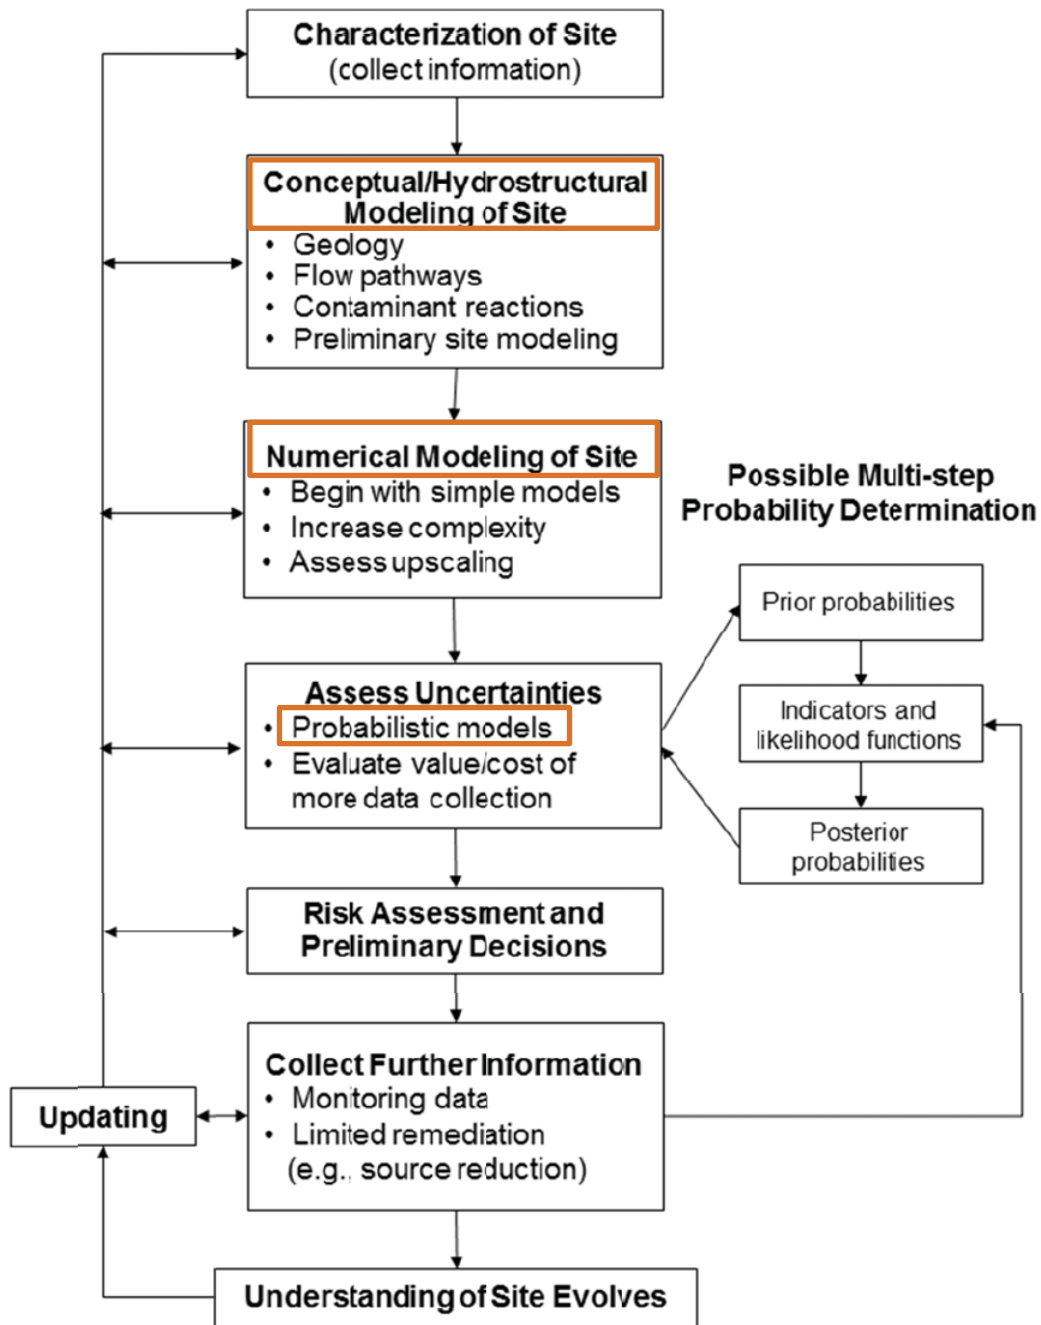 Characterization of Site
(collect information)
Conceptual/Hydrostructural
Modeling of Site
• Geology
• Flow pathways
• Contaminant reactions
• Preliminary site modeling
Numerical Modeling of Site
• Begin with simple models
• Increase complexity
• Assess upscaling
Possible Multi-step
Probability Determination
Prior probabilities
Indicators and
likelihood functions
Posterior
probabilities
Assess Uncertainties
• Probabilistic models
• Evaluate value/cost of
more data collection
Risk Assessment and
Preliminary Decisions
Collect Further Information
• Monitoring data
• Limited remediation
(e.g., source reduction)
Updating
Understanding of Site Evolves